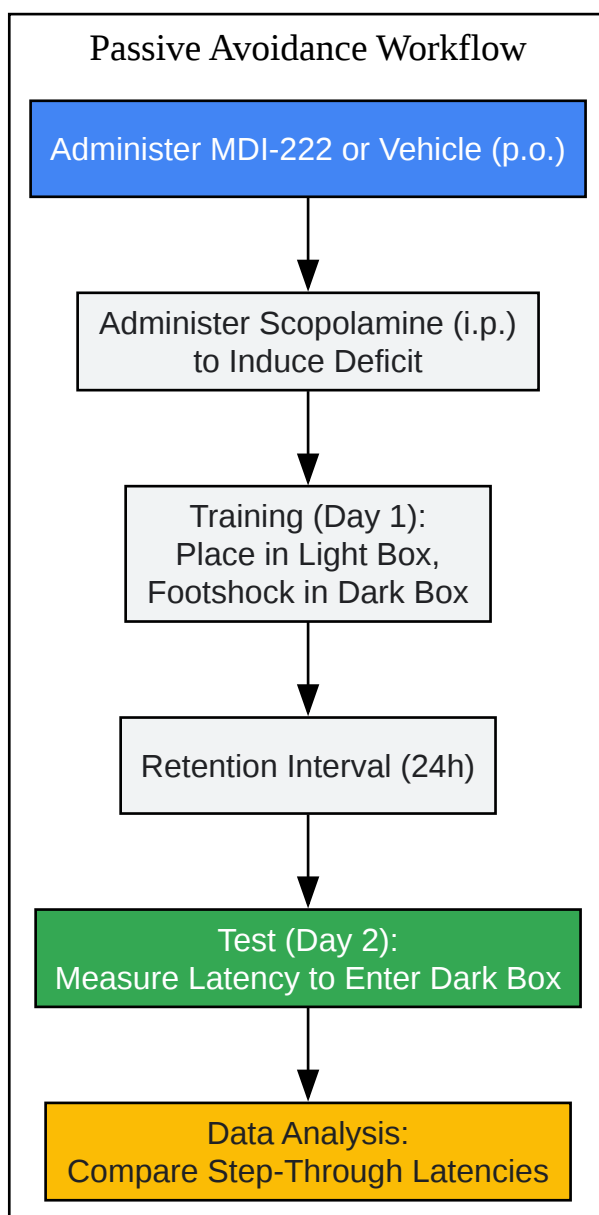 Passive Avoidance Workflow
Administer MDI-222 or Vehicle (p.o.)
Administer Scopolamine (i.p.)
to Induce Deficit
Training (Day 1):
Place in Light Box,
Footshock in Dark Box
Retention Interval (24h)
Test (Day 2):
Measure Latency to Enter Dark Box
Data Analysis:
Compare Step-Through Latencies